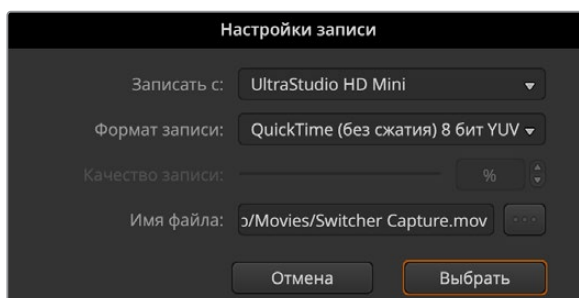 Настройки записи
Записать с: UltraStudio HD Mini
Формат записи: QuickTime (без сжатия) 8 бит YUV
Качество записи: %
Имя файла: /Movies/Switcher Capture.mov ...
Отмена Выбрать